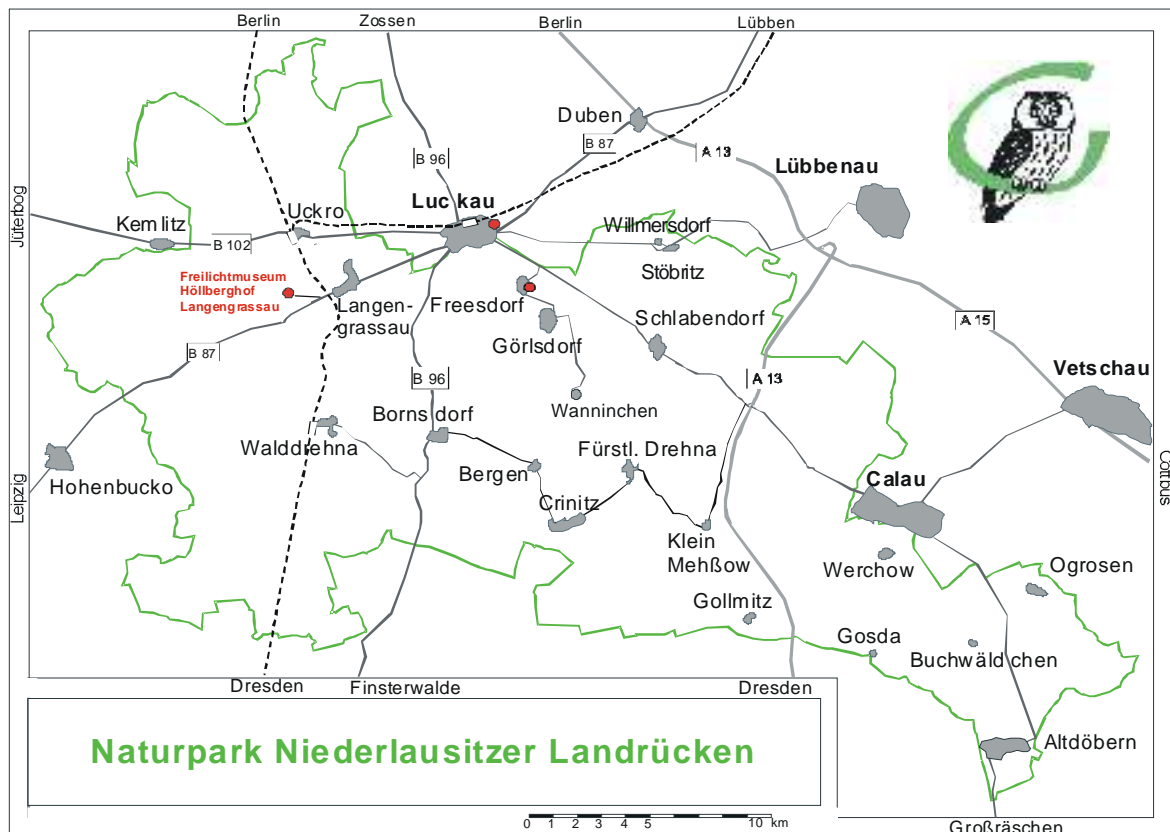 Berlin
Zossen
Berlin
Lübben
Duben
B 87
A 13
B 96
Lübbenau
Jüterbog
Kemlitz
Uckro
Luckau
Willmersdorf
B 102
Stöbritz
Freilichtmuseum
Höllberghof
Langengrassau
Langen-
grassau
Freesdorf
Schlabendorf
A 15
Görlsdorf
B 87
B 96
A 13
Vetschau
Wanninchen
Bornsdorf
Walddrehna
Bergen
Fürstl. Drehna
Hohenbucko
Leipzig
Calau
Cottbus
Crinitz
Klein
Mehßow
Werchow
Ogrosen
Gollmitz
Gosda
Buchwäldchen
Dresden
Finsterwalde
Dresden
Altdöbern
Naturpark Niederlausitzer Landrücken
0 1 2 3 4 5 10 km
Großräschen